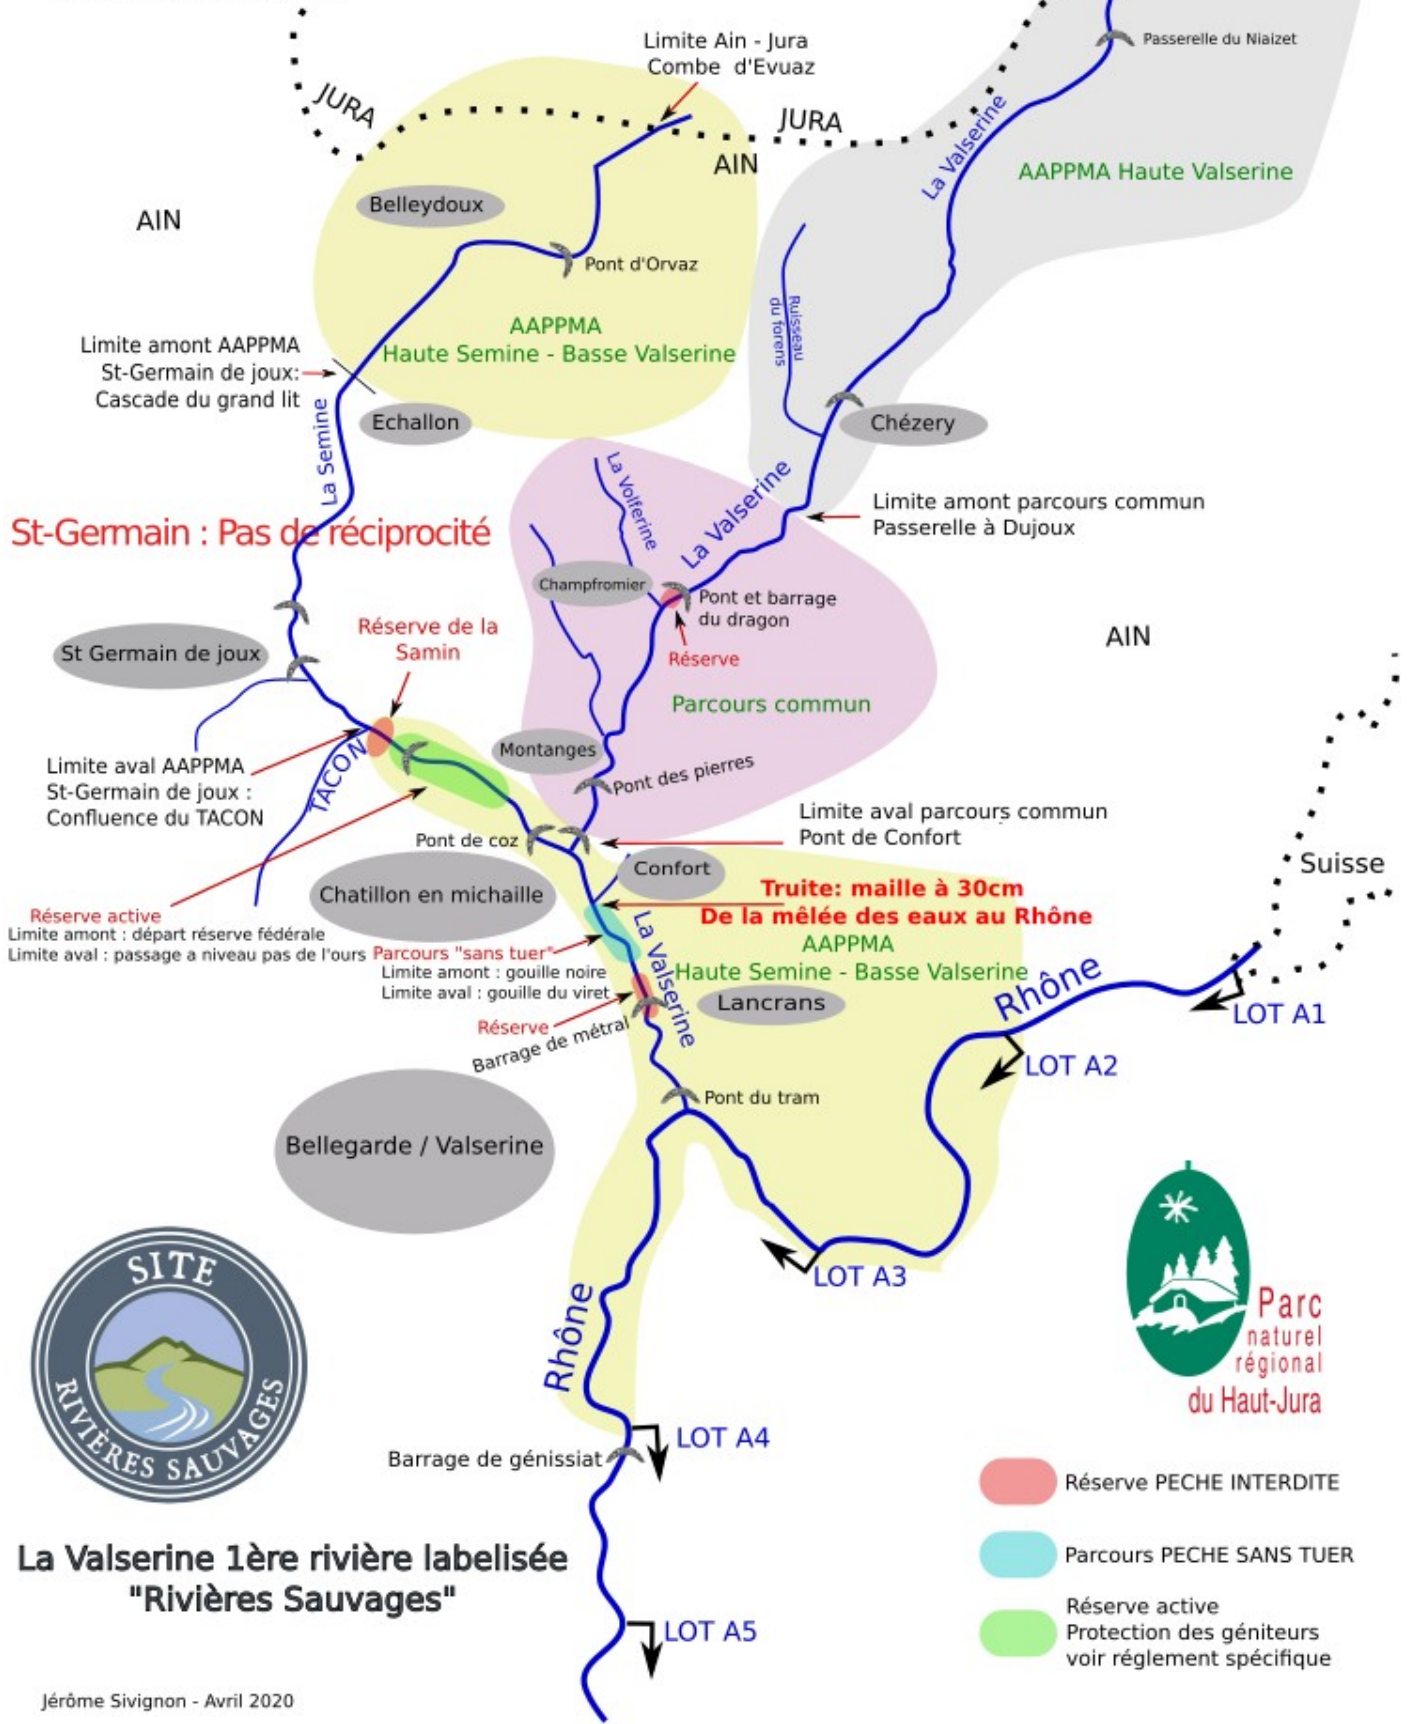 Limite Ain - Jura
Combe d'Evuaz
Passerelle du Niaizet
JURA
JURA
AIN
La Valserine
AAPPMA Haute Valserine
Belleydoux
AIN
Pont d'Orvaz
Ruisseau
du forens
AAPPMA
Haute Semine - Basse Valserine
Limite amont AAPPMA
St-Germain de joux:
Cascade du grand lit
La Semine
Echallon
Chézery
La Volferine
La Valserine
Limite amont parcours commun
Passerelle à Dujoux
St-Germain : Pas de réciprocité
Champfromier
Pont et barrage
du dragon
Réserve
AIN
Réserve de la
Samin
St Germain de joux
Parcours commun
Montanges
Pont des pierres
Limite aval AAPPMA
St-Germain de joux :
Confluence du TACON
TACON
Limite aval parcours commun
Pont de Confort
Pont de coz
Confort
Suisse
Chatillon en michaille
Truite: maille à 30cm
De la mêlée des eaux au Rhône
AAPPMA
Haute Semine - Basse Valserine
Réserve active
Limite amont : départ réserve fédérale
Limite aval : passage a niveau pas de l'ours
Parcours "sans tuer"
Limite amont : gouille noire
Limite aval : gouille du viret
La Valserine
Réserve
Barrage de métral
Lancrans
Rhône
LOT A1
LOT A2
Pont du tram
Bellegarde / Valserine
LOT A3
SITE
RIVIÈRES SAUVAGES
Rhône
Parc
naturel
régional
du Haut-Jura
LOT A4
Barrage de génissiat
Réserve PECHE INTERDITE
La Valserine 1ère rivière labelisée
"Rivières Sauvages"
Parcours PECHE SANS TUER
Réserve active
Protection des géniteurs
voir réglement spécifique
LOT A5
Jérôme Sivignon - Avril 2020